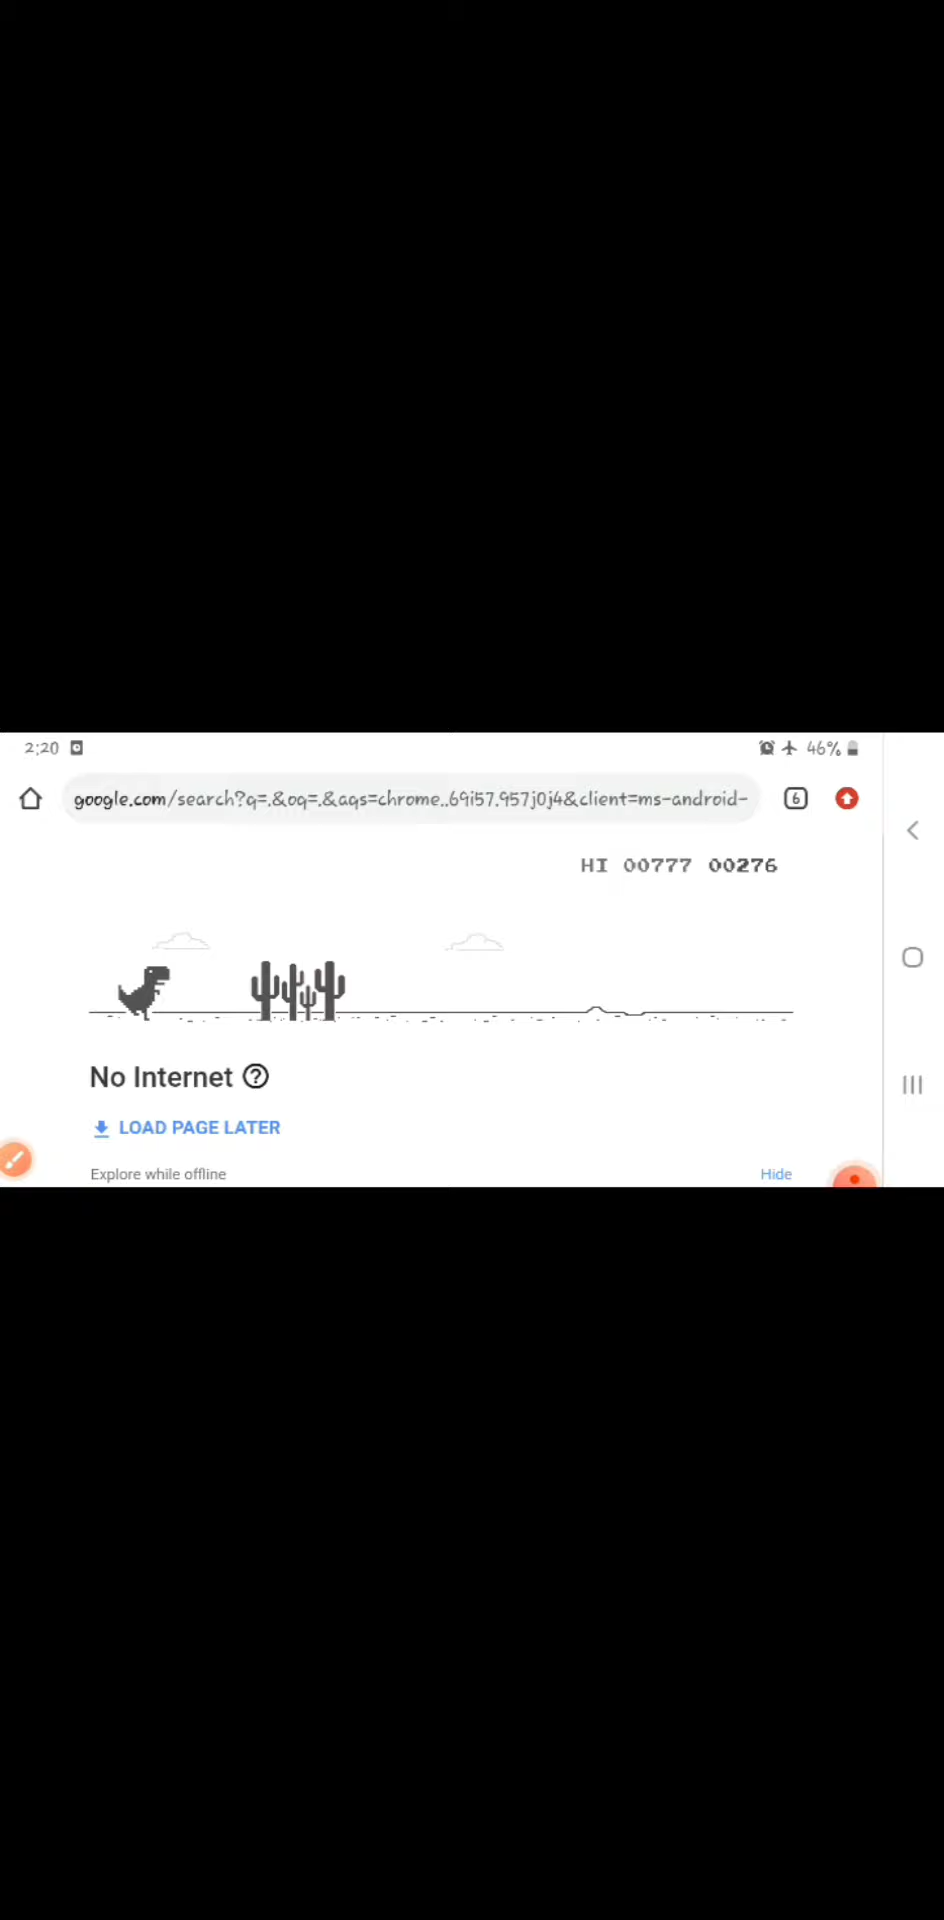 2:20 46%
google.com/search?q=.&oq=.&aqs=chrome..69i57.957j0j4&client=ms-android-
6
HI 00777 00276
No Internet ?
LOAD PAGE LATER
Explore while offline Hide